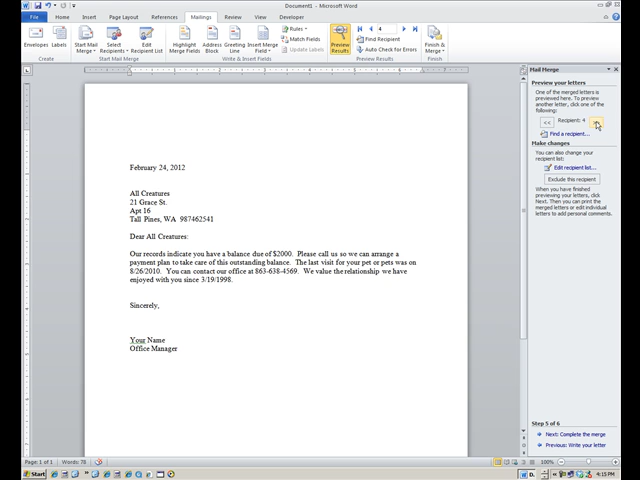 Document1 - Microsoft Word
File Home Insert Page Layout References Mailings Review View Developer
Envelopes Labels
Create
Start Mail Merge Select Recipients Edit Recipient List
Start Mail Merge
Highlight Merge Fields Address Block Greeting Line Insert Merge Field
Rules
Match Fields
Update Labels
Write & Insert Fields
Preview Results
4
Find Recipient
Auto Check for Errors
Preview Results
Finish & Merge
Finish
February 24, 2012
All Creatures
21 Grace St.
Apt 16
Tall Pines, WA 987462541
Dear All Creatures:
Our records indicate you have a balance due of $2000. Please call us so we can arrange a
payment plan to take care of this outstanding balance. The last visit for your pet or pets was on
8/26/2010. You can contact our office at 863-638-4569. We value the relationship we have
enjoyed with you since 3/19/1998.
Sincerely,
Your Name
Office Manager
Mail Merge
Preview your letters
One of the merged letters is
previewed here. To preview
another letter, click one of the
following:
<< Recipient: 4 >>
Find a recipient...
Make changes
You can also change your
recipient list:
Edit recipient list...
Exclude this recipient
When you have finished
previewing your letters, click
Next. Then you can print the
merged letters or edit individual
letters to add personal comments.
Step 5 of 6
Next: Complete the merge
Previous: Write your letter
Page: 1 of 1 Words: 78
100%
Start
4:15 PM